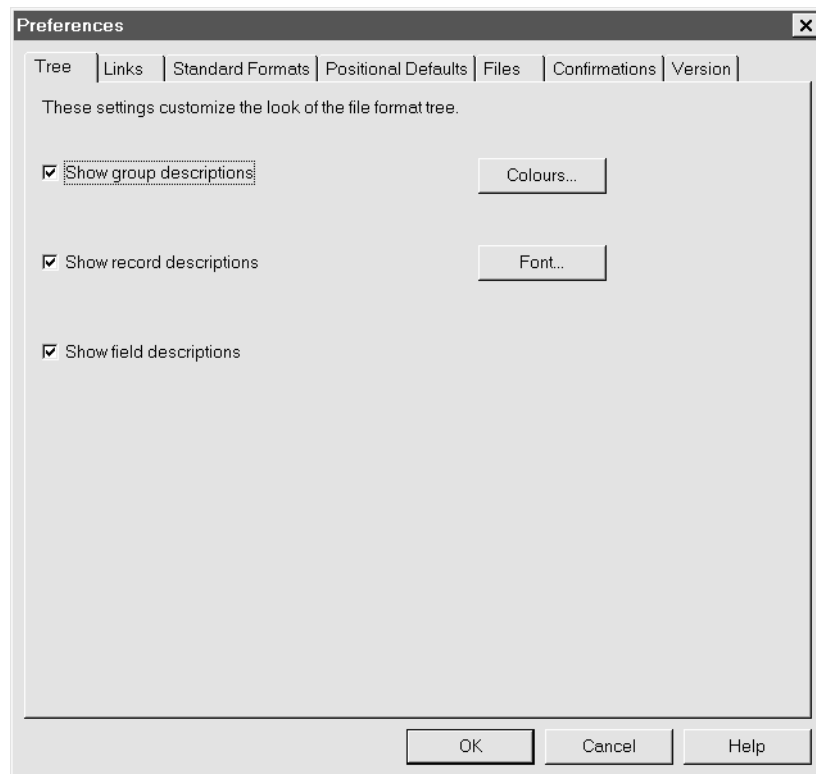 Preferences
Tree Links Standard Formats Positional Defaults Files Confirmations Version
These settings customize the look of the file format tree.
Show group descriptions Colours...
Show record descriptions Font...
Show field descriptions
OK Cancel Help